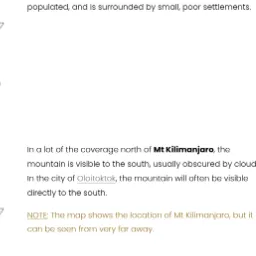 populated, and is surrounded by small, poor settlements.
In a lot of the coverage north of Mt Kilimanjaro, the
mountain is visible to the south, usually obscured by cloud
In the city of Oloitoktok, the mountain will often be visible
directly to the south.
NOTE: The map shows the location of Mt Kilimanjaro, but it
can be seen from very far away.